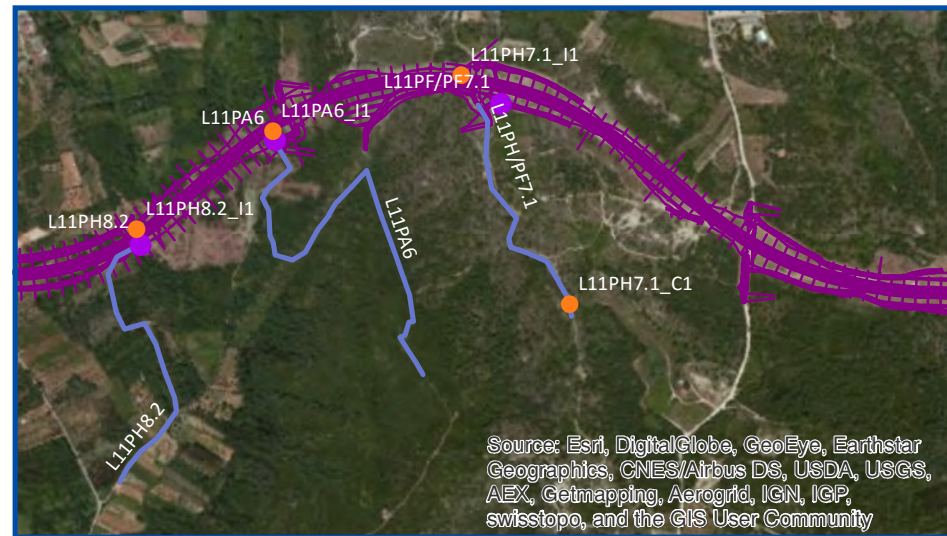 L11PH7.1_I1
L11PF/PF7.1
L11PA6
L11PA6_I1
L11PH/PF7.1
L11PH8.2
L11PH8.2_I1
L11PA6
L11PH7.1_C1
L11PH8.2
Source: Esri, DigitalGlobe, GeoEye, Earthstar
Geographics, CNES/Airbus DS, USDA, USGS,
AEX, Getmapping, Aerogrid, IGN, IGP,
swisstopo, and the GIS User Community